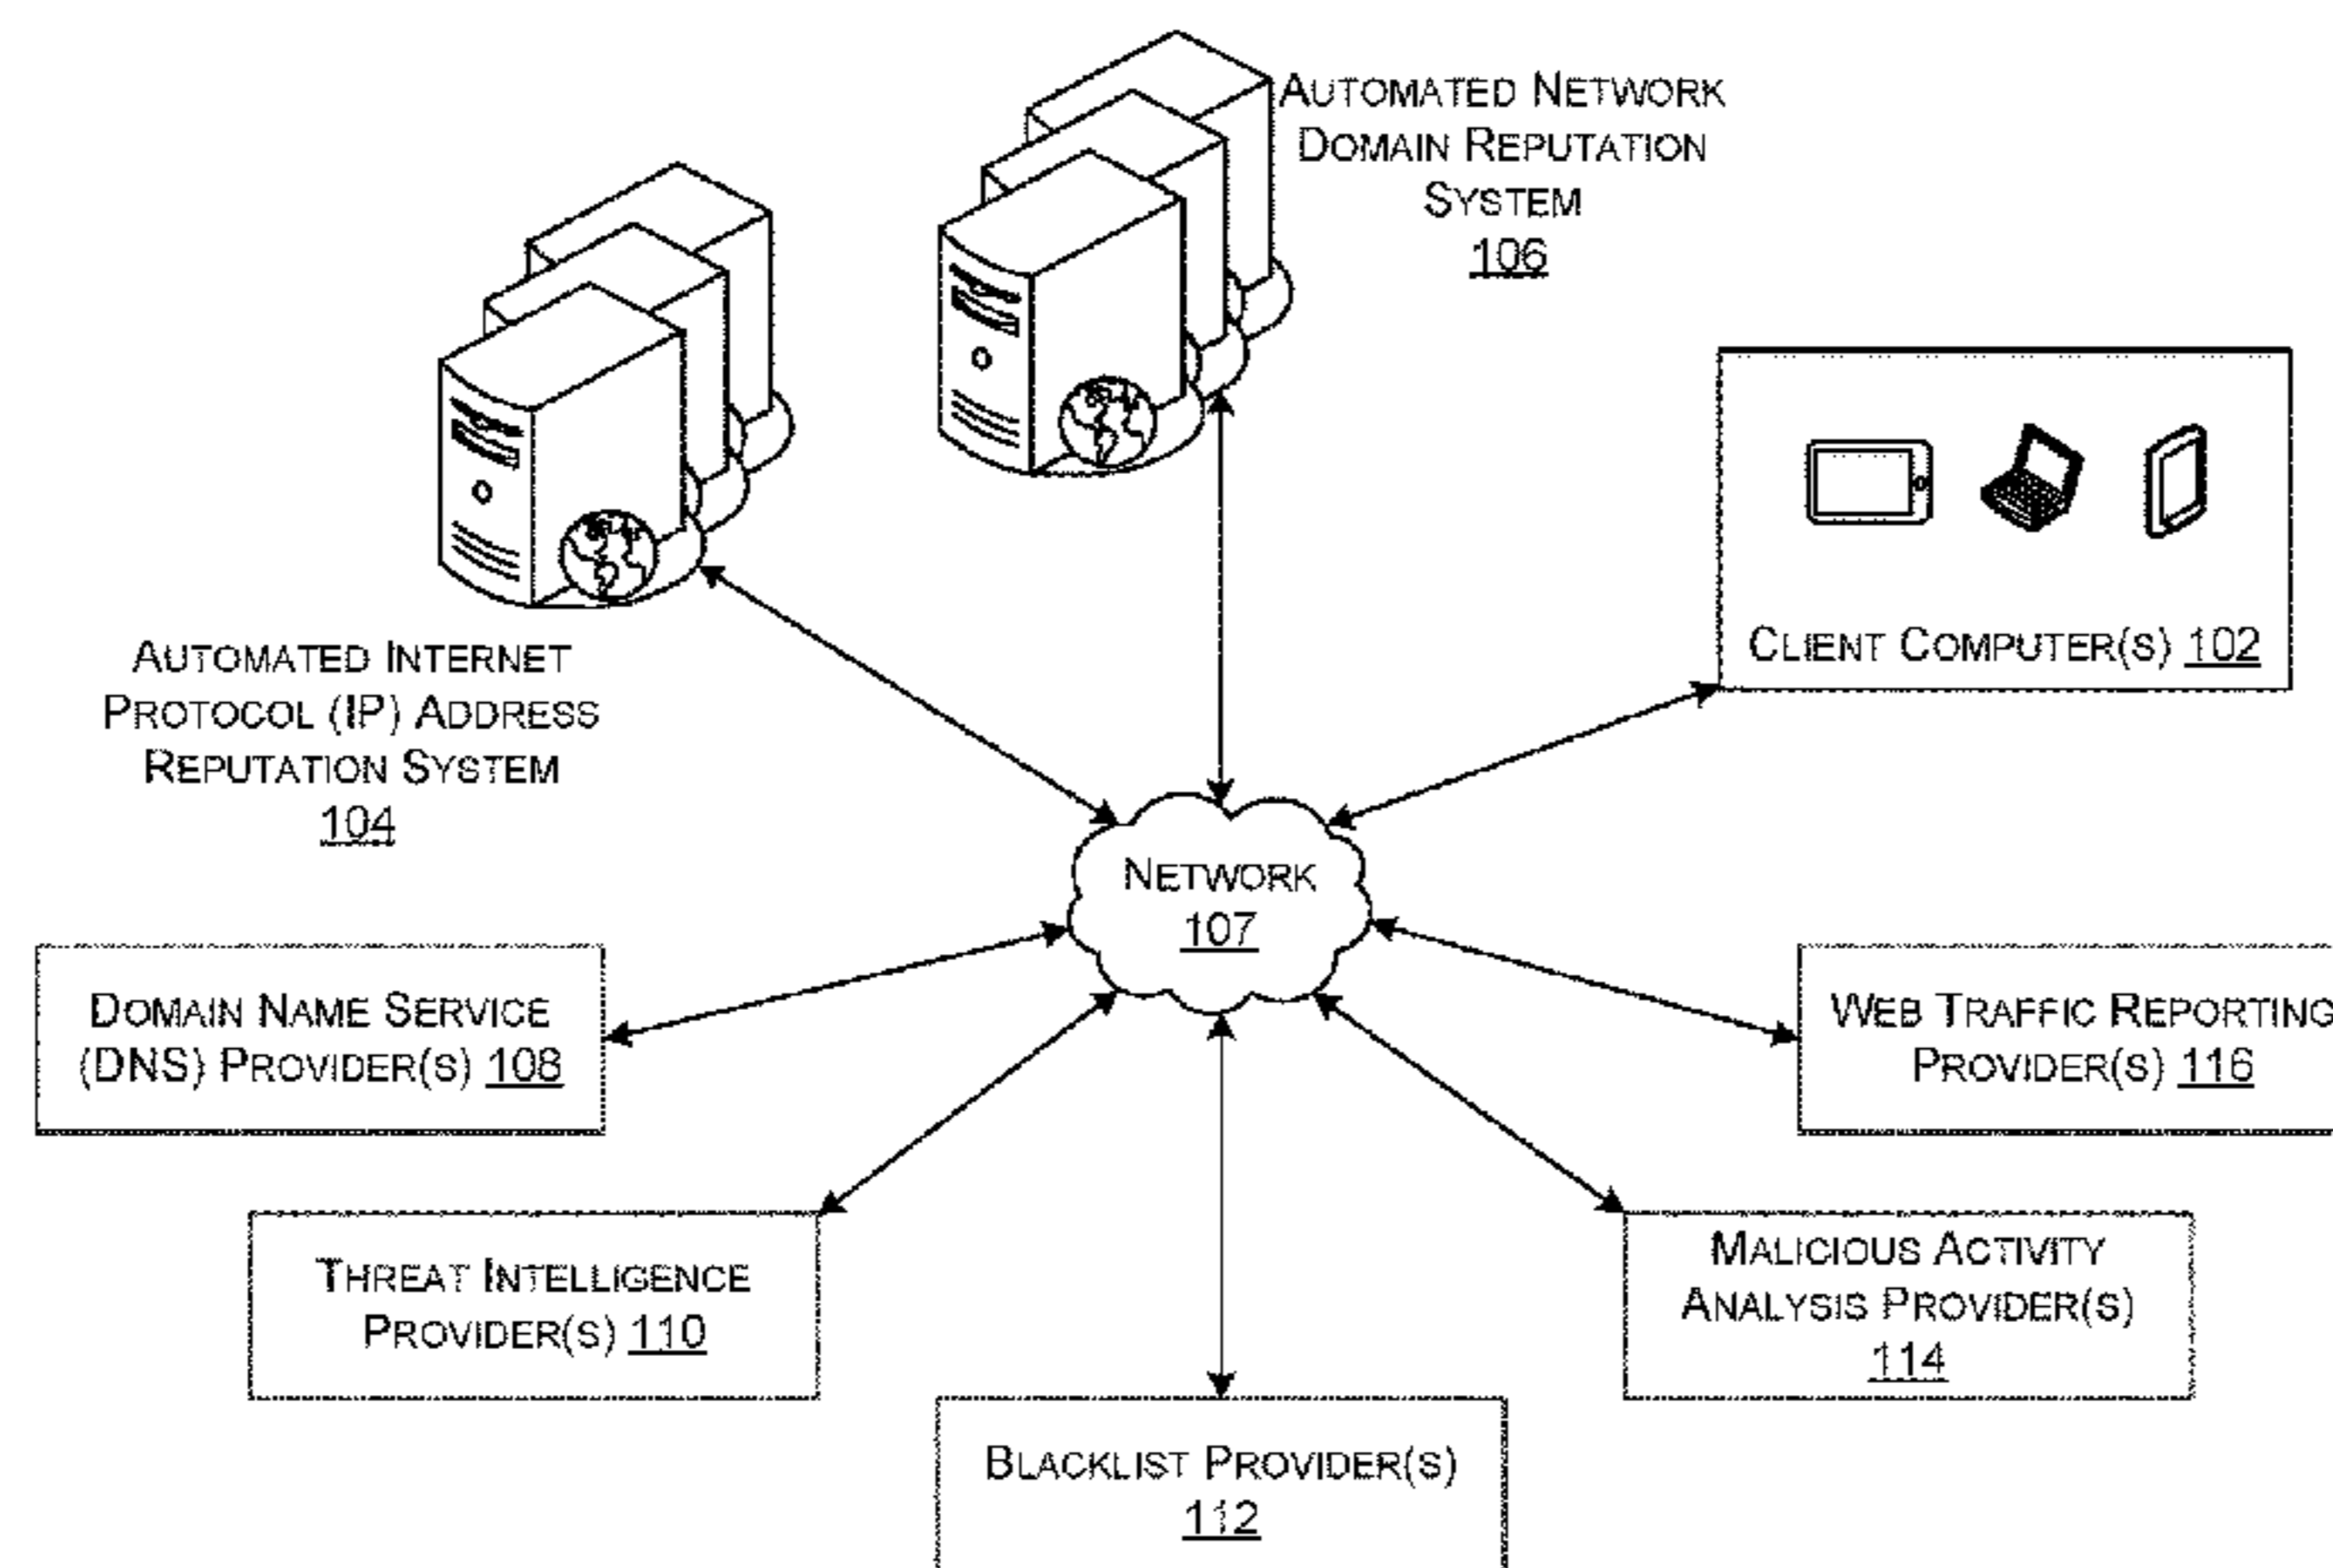 AUTOMATED NETWORK
DOMAIN REPUTATION
SYSTEM
106
AUTOMATED INTERNET
PROTOCOL (IP) ADDRESS
REPUTATION SYSTEM
104
CLIENT COMPUTER(S) 102
NETWORK
107
DOMAIN NAME SERVICE
(DNS) PROVIDER(S) 108
WEB TRAFFIC REPORTING
PROVIDER(S) 116
THREAT INTELLIGENCE
PROVIDER(S) 110
MALICIOUS ACTIVITY
ANALYSIS PROVIDER(S)
114
BLACKLIST PROVIDER(S)
112